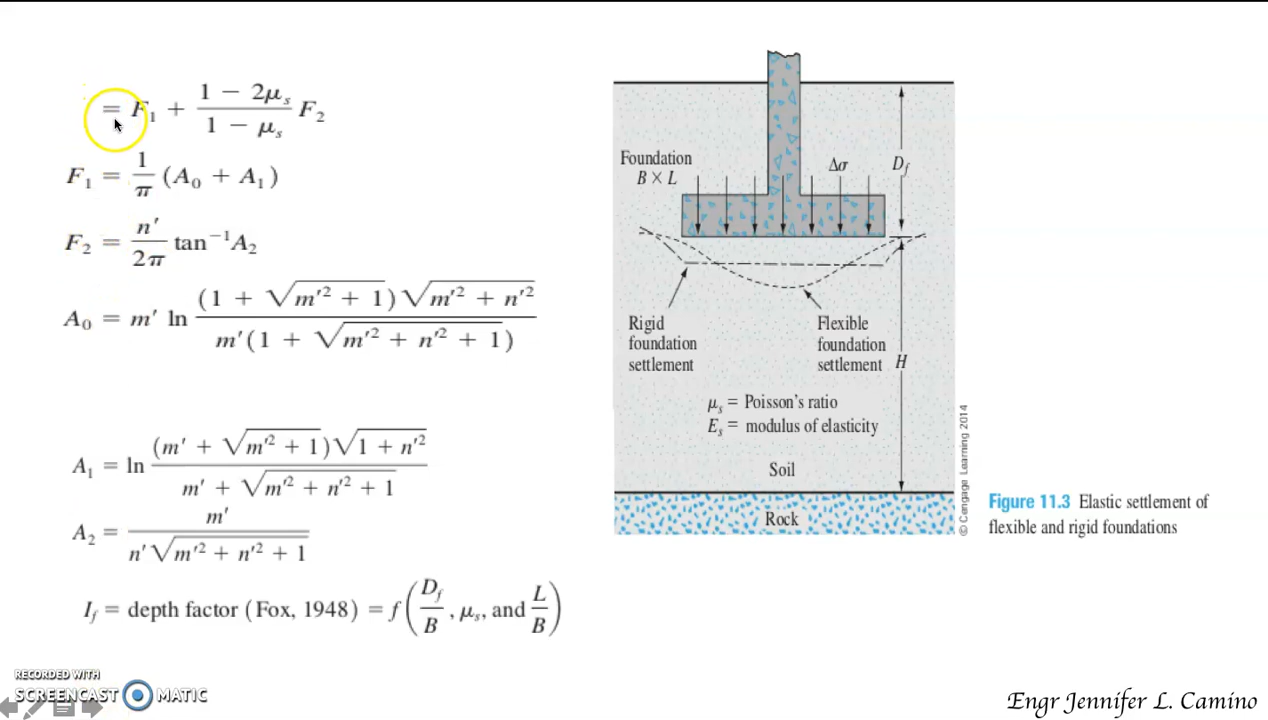 = F₁ + (1 − 2μₛ)/(1 − μₛ) F₂
F₁ = 1/π (A₀ + A₁)
F₂ = n′/2π tan⁻¹A₂
A₀ = m′ ln (1 + √(m′² + 1))√(m′² + n′²) / m′(1 + √(m′² + n′² + 1))
A₁ = ln (m′ + √(m′² + 1))√(1 + n′²) / m′ + √(m′² + n′² + 1)
A₂ = m′ / n′√(m′² + n′² + 1)
I_f = depth factor (Fox, 1948) = f(D_f/B, μₛ, and L/B)
Foundation
B × L
Δσ
D_f
Rigid
foundation
settlement
Flexible
foundation
settlement
H
μₛ = Poisson's ratio
Eₛ = modulus of elasticity
Soil
Rock
© Cengage Learning 2014
Figure 11.3 Elastic settlement of
flexible and rigid foundations
RECORDED WITH
SCREENCAST MATIC
Engr Jennifer L. Camino